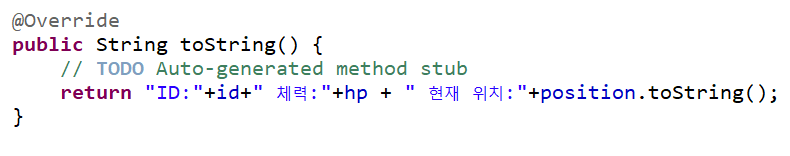 @Override
public String toString() {
    // TODO Auto-generated method stub
    return "ID:"+id+" 체력:"+hp + " 현재 위치:"+position.toString();
}